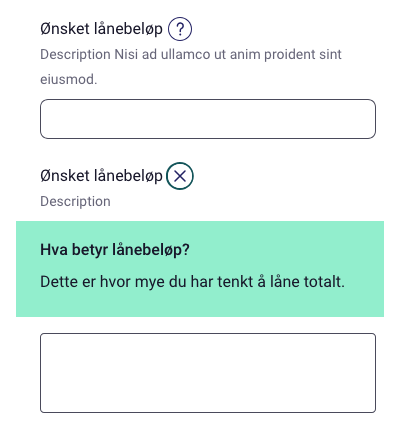 Ønsket lånebeløp ?
Description Nisi ad ullamco ut anim proident sint
eiusmod.
Ønsket lånebeløp
Description
Hva betyr lånebeløp?
Dette er hvor mye du har tenkt å låne totalt.